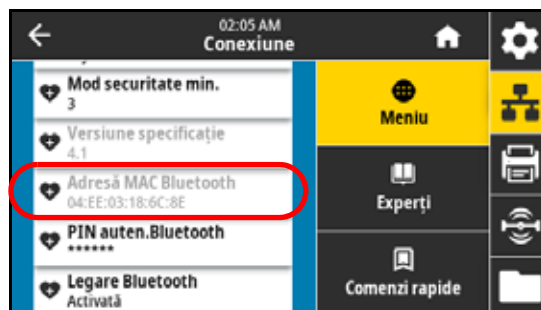 02:05 AM
Conexiune
Mod securitate min.
3
Versiune specificație
4.1
Adresă MAC Bluetooth
04:EE:03:18:6C:8E
PIN auten.Bluetooth
******
Legare Bluetooth
Activată
Meniu
Experți
Comenzi rapide